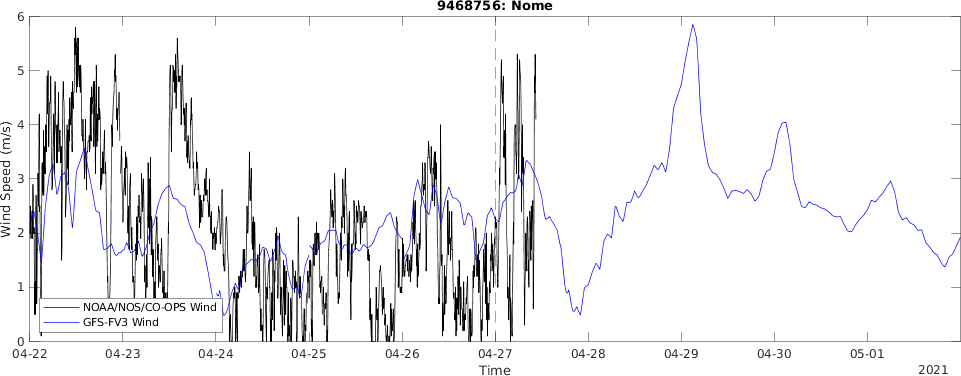 9468756: Nome
6
5
4
3
2
1
0
Wind Speed (m/s)
NOAA/NOS/CO-OPS Wind
GFS-FV3 Wind
04-22 04-23 04-24 04-25 04-26 04-27 04-28 04-29 04-30 05-01
Time
2021